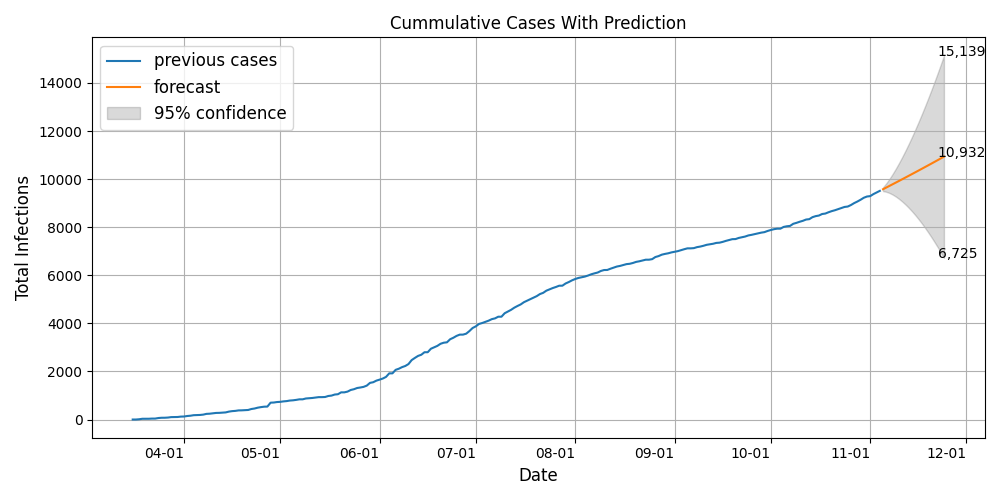 Cummulative Cases With Prediction
previous cases
forecast
95% confidence
15,139
10,932
6,725
14000
12000
10000
8000
6000
4000
2000
0
Total Infections
04-01 05-01 06-01 07-01 08-01 09-01 10-01 11-01 12-01
Date